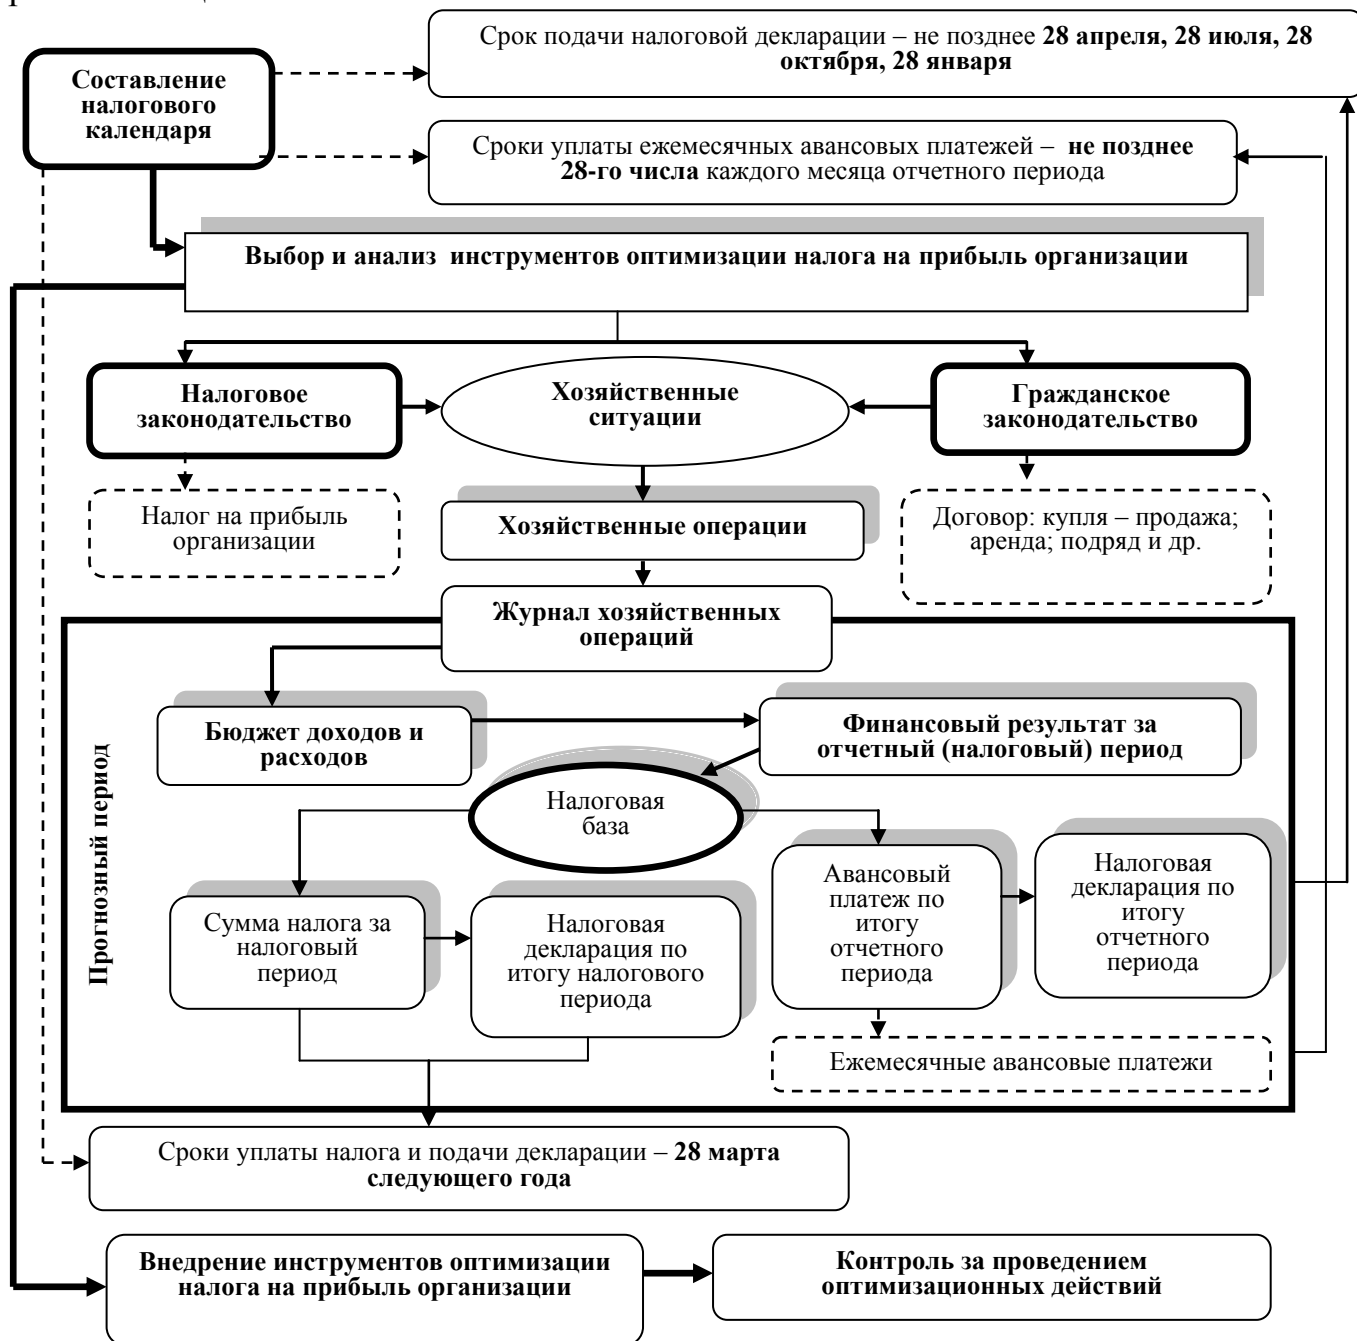 Срок подачи налоговой декларации – не позднее 28 апреля, 28 июля, 28
октября, 28 января
Составление
налогового
календаря
Сроки уплаты ежемесячных авансовых платежей – не позднее
28-го числа каждого месяца отчетного периода
Выбор и анализ инструментов оптимизации налога на прибыль организации
Налоговое
законодательство
Хозяйственные
ситуации
Гражданское
законодательство
Налог на прибыль
организации
Хозяйственные операции
Договор: купля – продажа;
аренда; подряд и др.
Журнал хозяйственных
операций
Прогнозный период
Бюджет доходов и
расходов
Финансовый результат за
отчетный (налоговый) период
Налоговая
база
Сумма налога за
налоговый
период
Налоговая
декларация по
итогу налогового
периода
Авансовый
платеж по
итогу
отчетного
периода
Налоговая
декларация по
итогу
отчетного
периода
Ежемесячные авансовые платежи
Сроки уплаты налога и подачи декларации – 28 марта
следующего года
Внедрение инструментов оптимизации
налога на прибыль организации
Контроль за проведением
оптимизационных действий